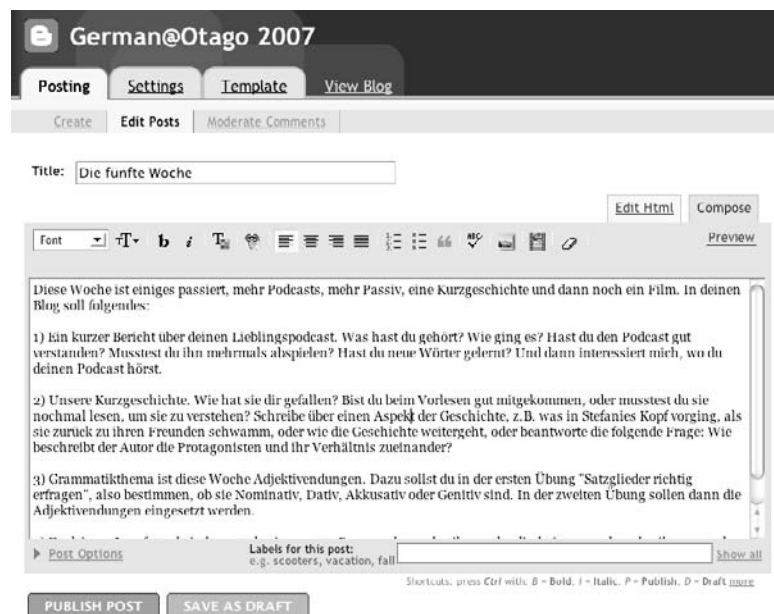 German@Otago 2007
Posting Settings Template View Blog
Create Edit Posts Moderate Comments
Title: Die funfte Woche
Edit Html Compose
Font Preview
Diese Woche ist einiges passiert, mehr Podcasts, mehr Passiv, eine Kurzgeschichte und dann noch ein Film. In deinen
Blog soll folgendes:
1) Ein kurzer Bericht über deinen Lieblingspodcast. Was hast du gehört? Wie ging es? Hast du den Podcast gut
verstanden? Musstest du ihn mehrmals abspielen? Hast du neue Wörter gelernt? Und dann interessiert mich, wo du
deinen Podcast hörst.
2) Unsere Kurzgeschichte. Wie hat sie dir gefallen? Bist du beim Vorlesen gut mitgekommen, oder musstest du sie
nochmal lesen, um sie zu verstehen? Schreibe über einen Aspekt der Geschichte, z.B. was in Stefanies Kopf vorging, als
sie zurück zu ihren Freunden schwamm, oder wie die Geschichte weitergeht, oder beantworte die folgende Frage: Wie
beschreibt der Autor die Protagonisten und ihr Verhältnis zueinander?
3) Grammatikthema ist diese Woche Adjektivendungen. Dazu sollst du in der ersten Übung "Satzglieder richtig
erfragen", also bestimmen, ob sie Nominativ, Dativ, Akkusativ oder Genitiv sind. In der zweiten Übung sollen dann die
Adjektivendungen eingesetzt werden.
Post Options Labels for this post: Show all
e.g. scooters, vacation, fall
Shortcuts: press Ctrl with: B = Bold, I = Italic, P = Publish, D = Draft more
PUBLISH POST SAVE AS DRAFT